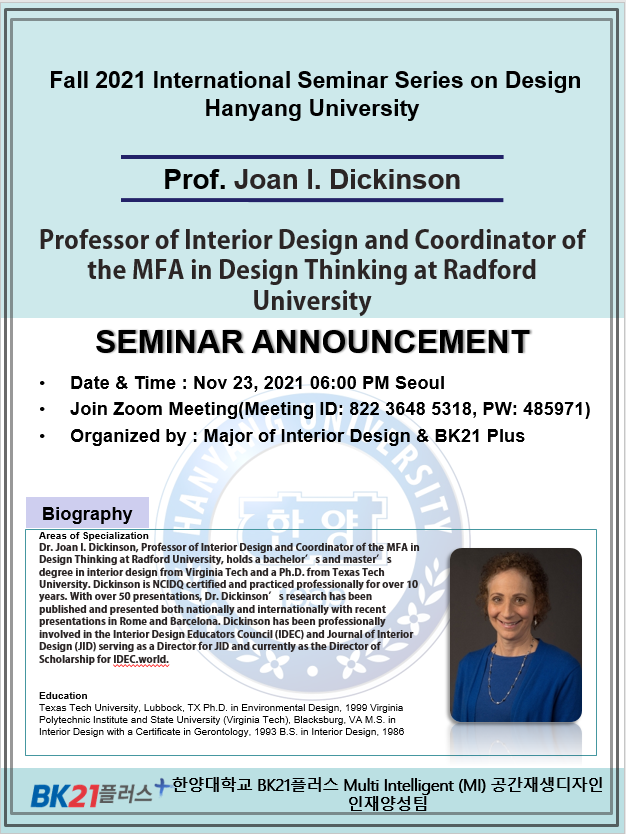 Fall 2021 International Seminar Series on Design
Hanyang University
Prof. Joan I. Dickinson
Professor of Interior Design and Coordinator of
the MFA in Design Thinking at Radford
University
SEMINAR ANNOUNCEMENT
• Date & Time : Nov 23, 2021 06:00 PM Seoul
• Join Zoom Meeting(Meeting ID: 822 3648 5318, PW: 485971)
• Organized by : Major of Interior Design & BK21 Plus
HANYANG UNIVERSITY
한양
1939
Biography
Areas of Specialization
Dr. Joan I. Dickinson, Professor of Interior Design and Coordinator of the MFA in
Design Thinking at Radford University, holds a bachelor's and master's
degree in interior design from Virginia Tech and a Ph.D. from Texas Tech
University. Dickinson is NCIDQ certified and practiced professionally for over 10
years. With over 50 presentations, Dr. Dickinson's research has been
published and presented both nationally and internationally with recent
presentations in Rome and Barcelona. Dickinson has been professionally
involved in the Interior Design Educators Council (IDEC) and Journal of Interior
Design (JID) serving as a Director for JID and currently as the Director of
Scholarship for IDEC.world.
Education
Texas Tech University, Lubbock, TX Ph.D. in Environmental Design, 1999 Virginia
Polytechnic Institute and State University (Virginia Tech), Blacksburg, VA M.S. in
Interior Design with a Certificate in Gerontology, 1993 B.S. in Interior Design, 1986
BK21플러스+
한양대학교 BK21플러스 Multi Intelligent (MI) 공간재생디자인
인재양성팀